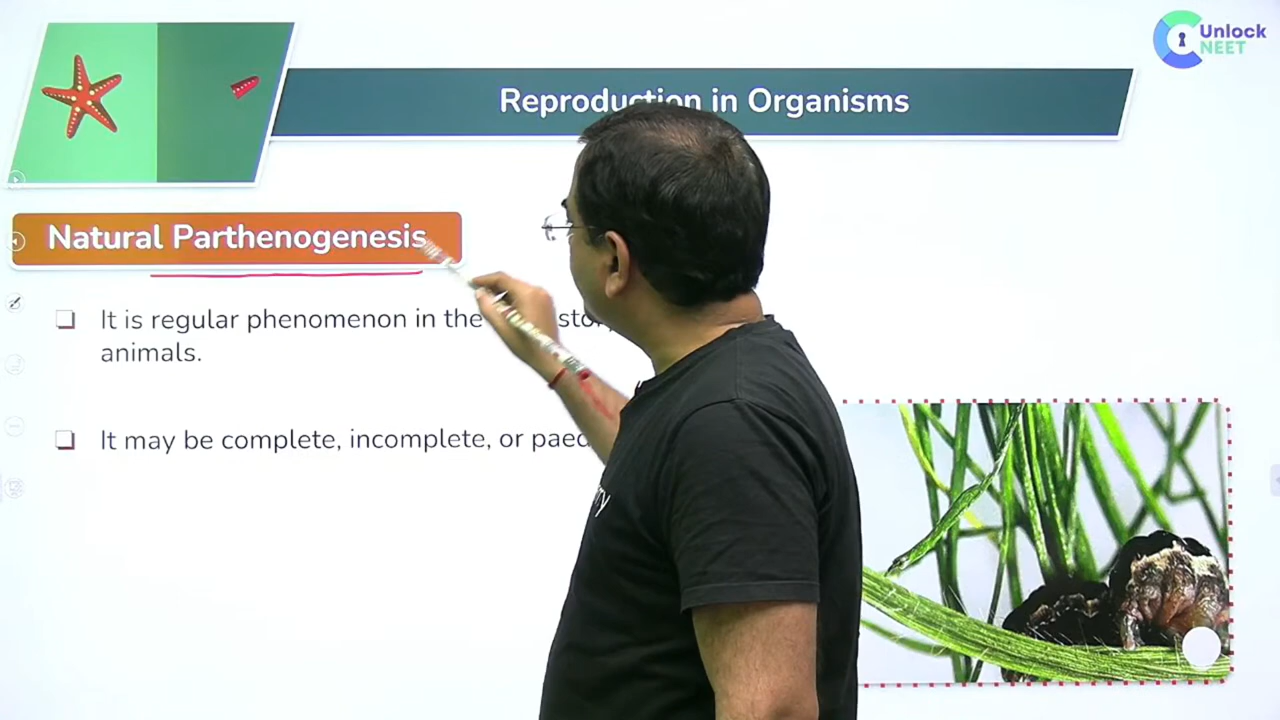 Unlock
NEET
Reproduction in Organisms
Natural Parthenogenesis
It is regular phenomenon in the
animals.
It may be complete, incomplete, or